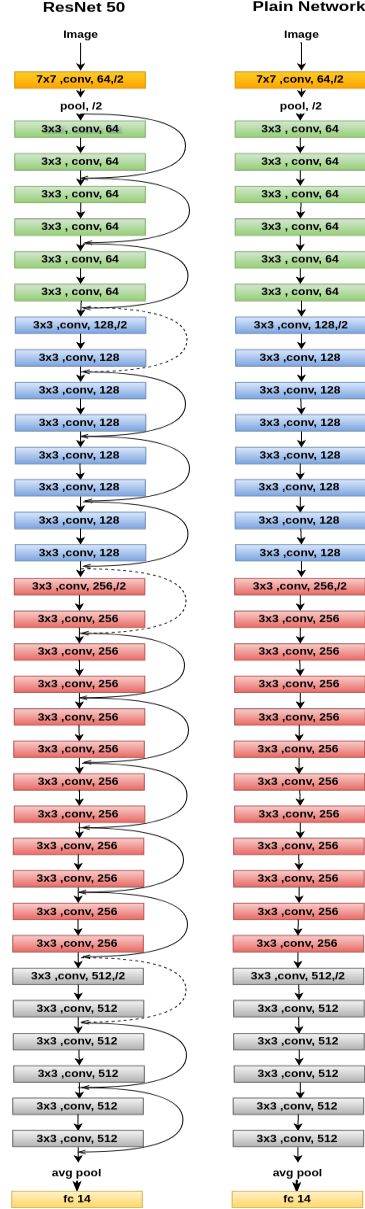 ResNet 50
Image
7x7 ,conv, 64,/2
pool, /2
3x3 , conv, 64
3x3 , conv, 64
3x3 , conv, 64
3x3 , conv, 64
3x3 , conv, 64
3x3 , conv, 64
3x3 ,conv, 128,/2
3x3 ,conv, 128
3x3 ,conv, 128
3x3 ,conv, 128
3x3 ,conv, 128
3x3 ,conv, 128
3x3 ,conv, 128
3x3 ,conv, 128
3x3 ,conv, 256,/2
3x3 ,conv, 256
3x3 ,conv, 256
3x3 ,conv, 256
3x3 ,conv, 256
3x3 ,conv, 256
3x3 ,conv, 256
3x3 ,conv, 256
3x3 ,conv, 256
3x3 ,conv, 256
3x3 ,conv, 256
3x3 ,conv, 256
3x3 ,conv, 512,/2
3x3 ,conv, 512
3x3 ,conv, 512
3x3 ,conv, 512
3x3 ,conv, 512
3x3 ,conv, 512
avg pool
fc 14
Plain Network
Image
7x7 ,conv, 64,/2
pool, /2
3x3 , conv, 64
3x3 , conv, 64
3x3 , conv, 64
3x3 , conv, 64
3x3 , conv, 64
3x3 , conv, 64
3x3 ,conv, 128,/2
3x3 ,conv, 128
3x3 ,conv, 128
3x3 ,conv, 128
3x3 ,conv, 128
3x3 ,conv, 128
3x3 ,conv, 128
3x3 ,conv, 128
3x3 ,conv, 256,/2
3x3 ,conv, 256
3x3 ,conv, 256
3x3 ,conv, 256
3x3 ,conv, 256
3x3 ,conv, 256
3x3 ,conv, 256
3x3 ,conv, 256
3x3 ,conv, 256
3x3 ,conv, 256
3x3 ,conv, 256
3x3 ,conv, 256
3x3 ,conv, 512,/2
3x3 ,conv, 512
3x3 ,conv, 512
3x3 ,conv, 512
3x3 ,conv, 512
3x3 ,conv, 512
avg pool
fc 14